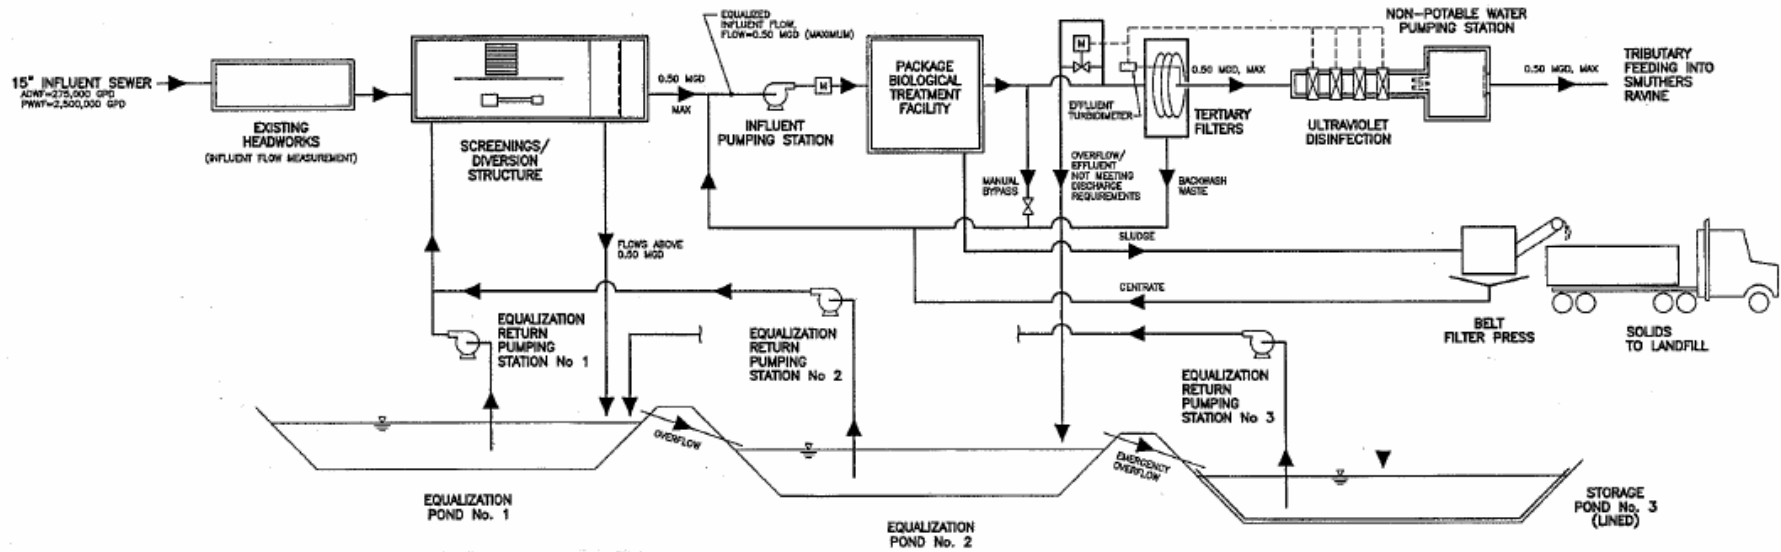 15" INFLUENT SEWER
ADWF=275,000 GPD
PWWF=2,500,000 GPD
EXISTING
HEADWORKS
(INFLUENT FLOW MEASUREMENT)
SCREENINGS/
DIVERSION
STRUCTURE
0.50 MGD
MAX
EQUALIZED
INFLUENT FLOW,
FLOW=0.50 MGD (MAXIMUM)
INFLUENT
PUMPING STATION
M
PACKAGE
BIOLOGICAL
TREATMENT
FACILITY
M
EFFLUENT
TURBIDIMETER
0.50 MGD, MAX
TERTIARY
FILTERS
ULTRAVIOLET
DISINFECTION
NON-POTABLE WATER
PUMPING STATION
0.50 MGD, MAX
TRIBUTARY
FEEDING INTO
SMUTHERS
RAVINE
MANUAL
BYPASS
OVERFLOW/
EFFLUENT
NOT MEETING
DISCHARGE
REQUIREMENTS
BACKWASH
WASTE
FLOWS ABOVE
0.50 MGD
SLUDGE
CENTRATE
BELT
FILTER PRESS
SOLIDS
TO LANDFILL
EQUALIZATION
RETURN
PUMPING
STATION No 1
EQUALIZATION
RETURN
PUMPING
STATION No 2
EQUALIZATION
RETURN
PUMPING
STATION No 3
OVERFLOW
EMERGENCY
OVERFLOW
EQUALIZATION
POND No. 1
EQUALIZATION
POND No. 2
STORAGE
POND No. 3
(LINED)